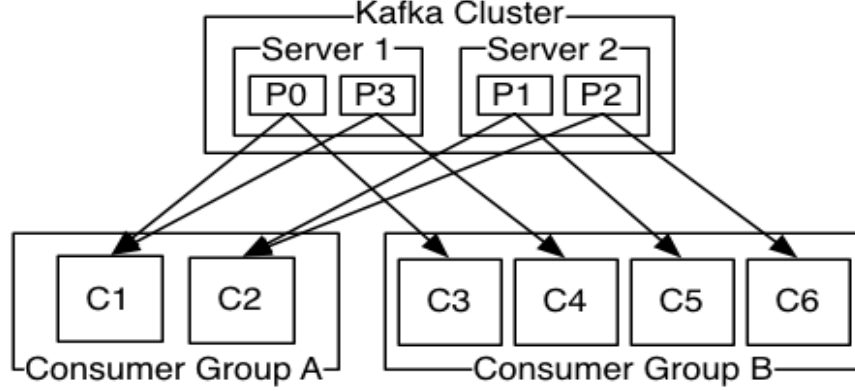 Kafka Cluster
Server 1
Server 2
P0
P3
P1
P2
C1
C2
C3
C4
C5
C6
Consumer Group A
Consumer Group B